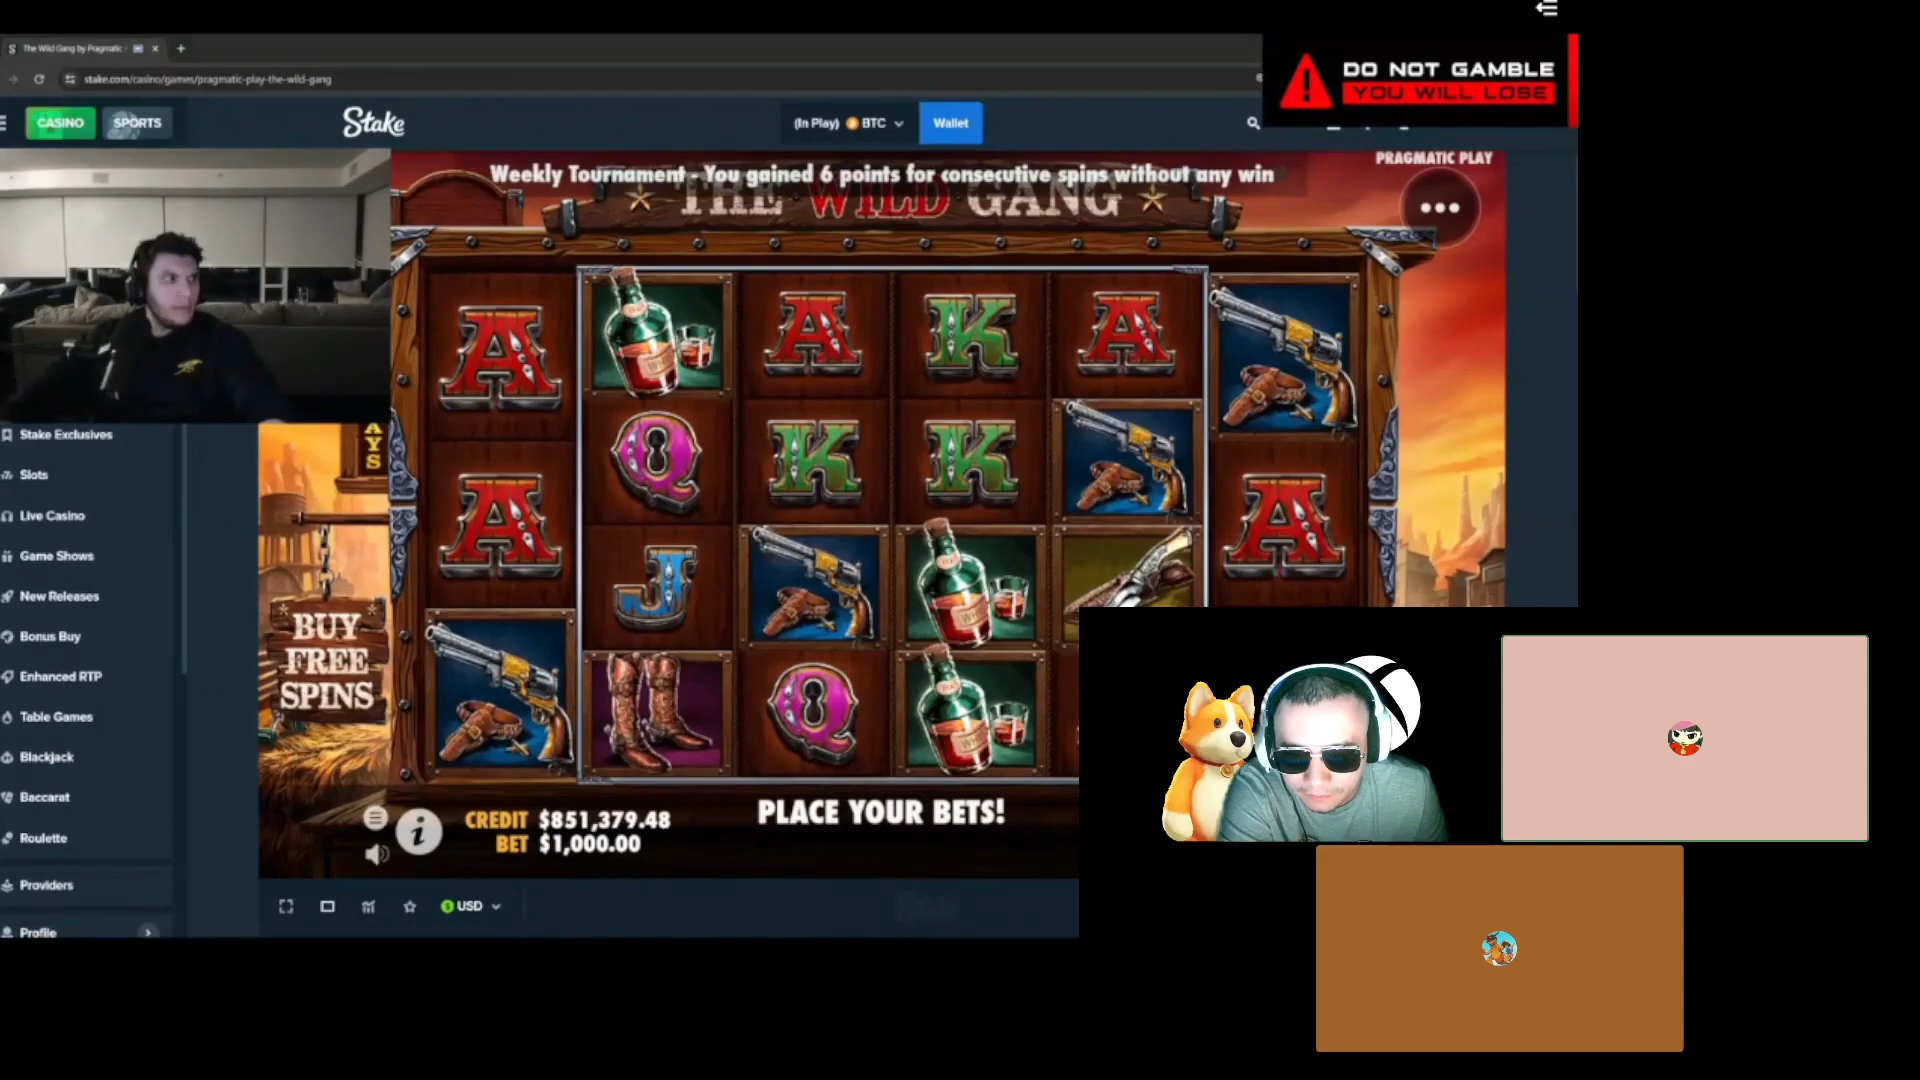 The Wild Gang by Pragmatic
stake.com/casino/games/pragmatic-play-the-wild-gang
DO NOT GAMBLE
YOU WILL LOSE
CASINO
SPORTS
Stake
(In Play) BTC
Wallet
PRAGMATIC PLAY
Weekly Tournament - You gained 6 points for consecutive spins without any win
THE WILD GANG
A
A
K
A
Q
K
K
A
J
A
Q
AYS
BUY
FREE
SPINS
Stake Exclusives
Slots
Live Casino
Game Shows
New Releases
Bonus Buy
Enhanced RTP
Table Games
Blackjack
Baccarat
Roulette
Providers
Profile
CREDIT $851,379.48
BET $1,000.00
PLACE YOUR BETS!
USD